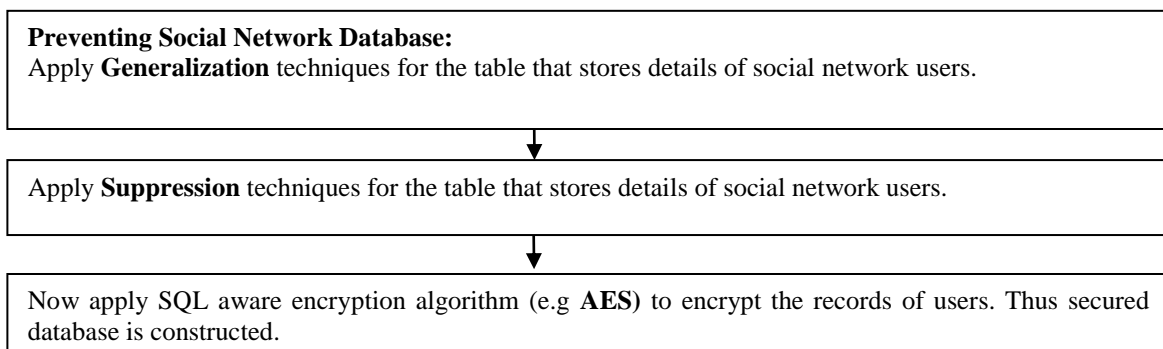 Preventing Social Network Database:
Apply Generalization techniques for the table that stores details of social network users.
Apply Suppression techniques for the table that stores details of social network users.
Now apply SQL aware encryption algorithm (e.g AES) to encrypt the records of users. Thus secured
database is constructed.